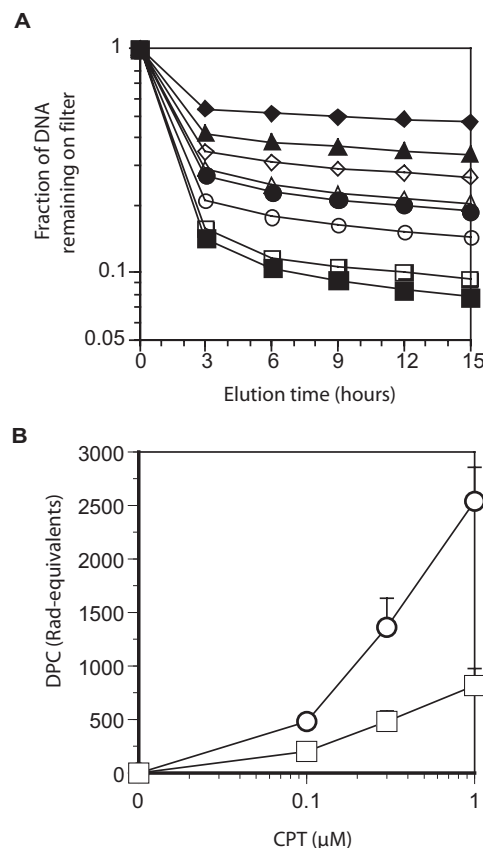 A
Fraction of DNA
remaining on filter
1
0.1
0.05
0 3 6 9 12 15
Elution time (hours)
B
DPC (Rad-equivalents)
3000
2500
2000
1500
1000
500
0
0 0.1 1
CPT (μM)